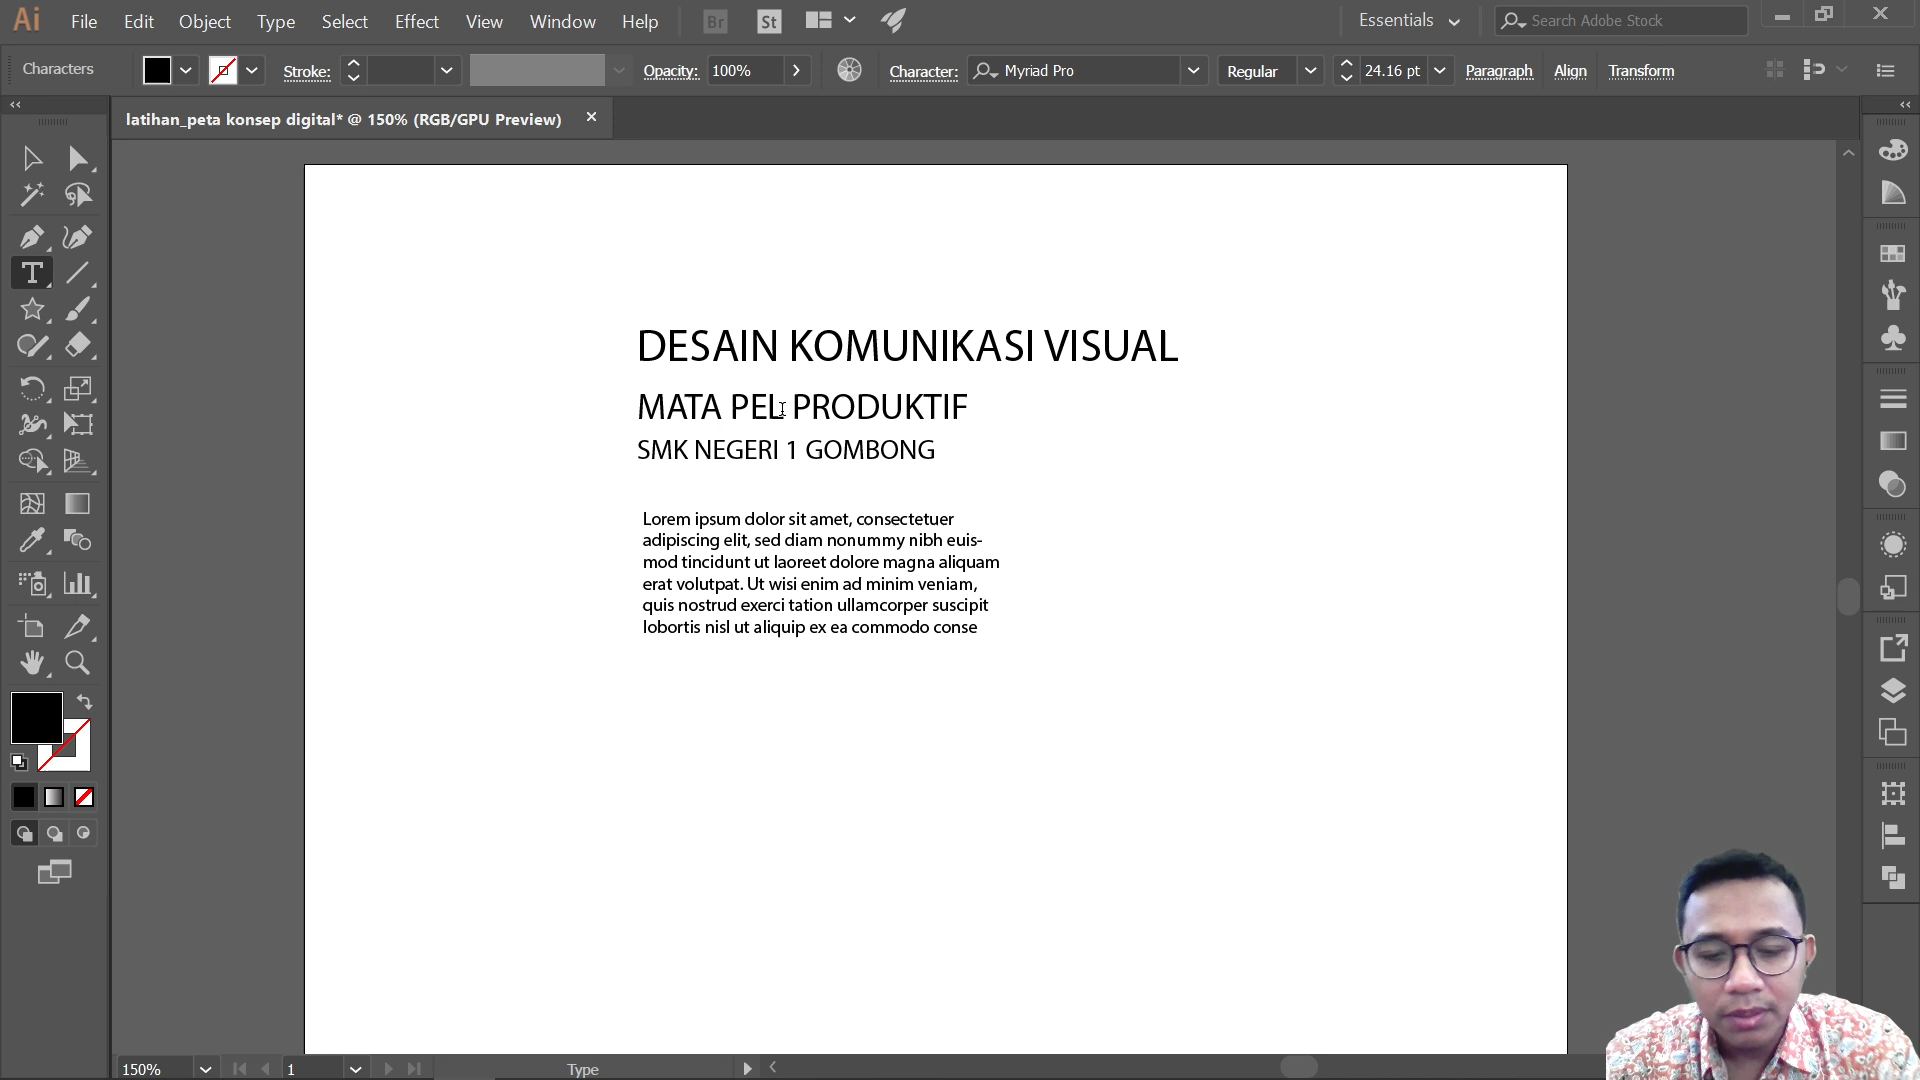 Ai File Edit Object Type Select Effect View Window Help Br St Essentials Search Adobe Stock
Characters Stroke: Opacity: 100% Character: Myriad Pro Regular 24.16 pt Paragraph Align Transform
latihan_peta konsep digital* @ 150% (RGB/GPU Preview)
DESAIN KOMUNIKASI VISUAL
MATA PEL PRODUKTIF
SMK NEGERI 1 GOMBONG
Lorem ipsum dolor sit amet, consectetuer
adipiscing elit, sed diam nonummy nibh euis-
mod tincidunt ut laoreet dolore magna aliquam
erat volutpat. Ut wisi enim ad minim veniam,
quis nostrud exerci tation ullamcorper suscipit
lobortis nisl ut aliquip ex ea commodo conse
150% 1 Type